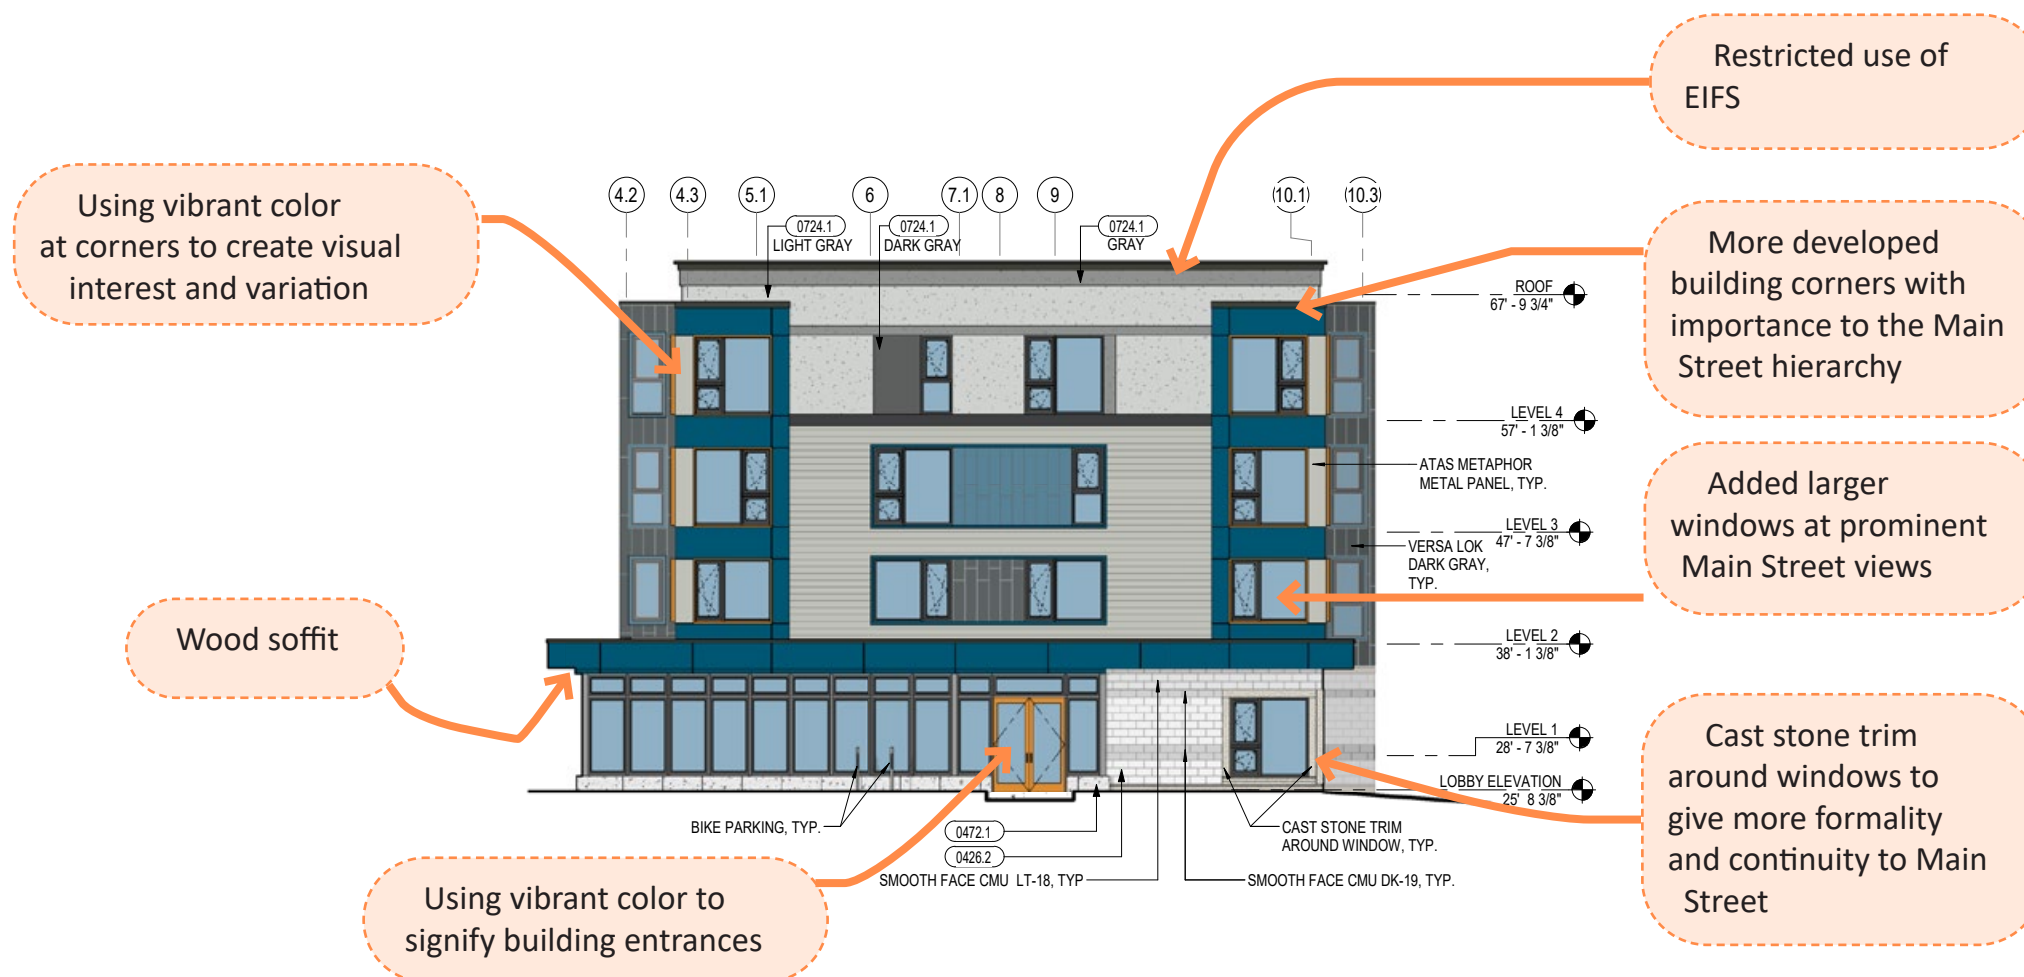 Restricted use of
EIFS
Using vibrant color
at corners to create visual
interest and variation
4.2
4.3
5.1
6
7.1
8
9
10.1
10.3
0724.1
LIGHT GRAY
0724.1
DARK GRAY
0724.1
GRAY
More developed
building corners with
importance to the Main
Street hierarchy
ROOF
67' - 9 3/4"
LEVEL 4
57' - 1 3/8"
ATAS METAPHOR
METAL PANEL, TYP.
Added larger
windows at prominent
Main Street views
LEVEL 3
47' - 7 3/8"
VERSA LOK
DARK GRAY,
TYP.
Wood soffit
LEVEL 2
38' - 1 3/8"
LEVEL 1
28' - 7 3/8"
LOBBY ELEVATION
25' 8 3/8"
Cast stone trim
around windows to
give more formality
and continuity to Main
Street
BIKE PARKING, TYP.
0472.1
0426.2
CAST STONE TRIM
AROUND WINDOW, TYP.
SMOOTH FACE CMU LT-18, TYP
SMOOTH FACE CMU DK-19, TYP.
Using vibrant color to
signify building entrances